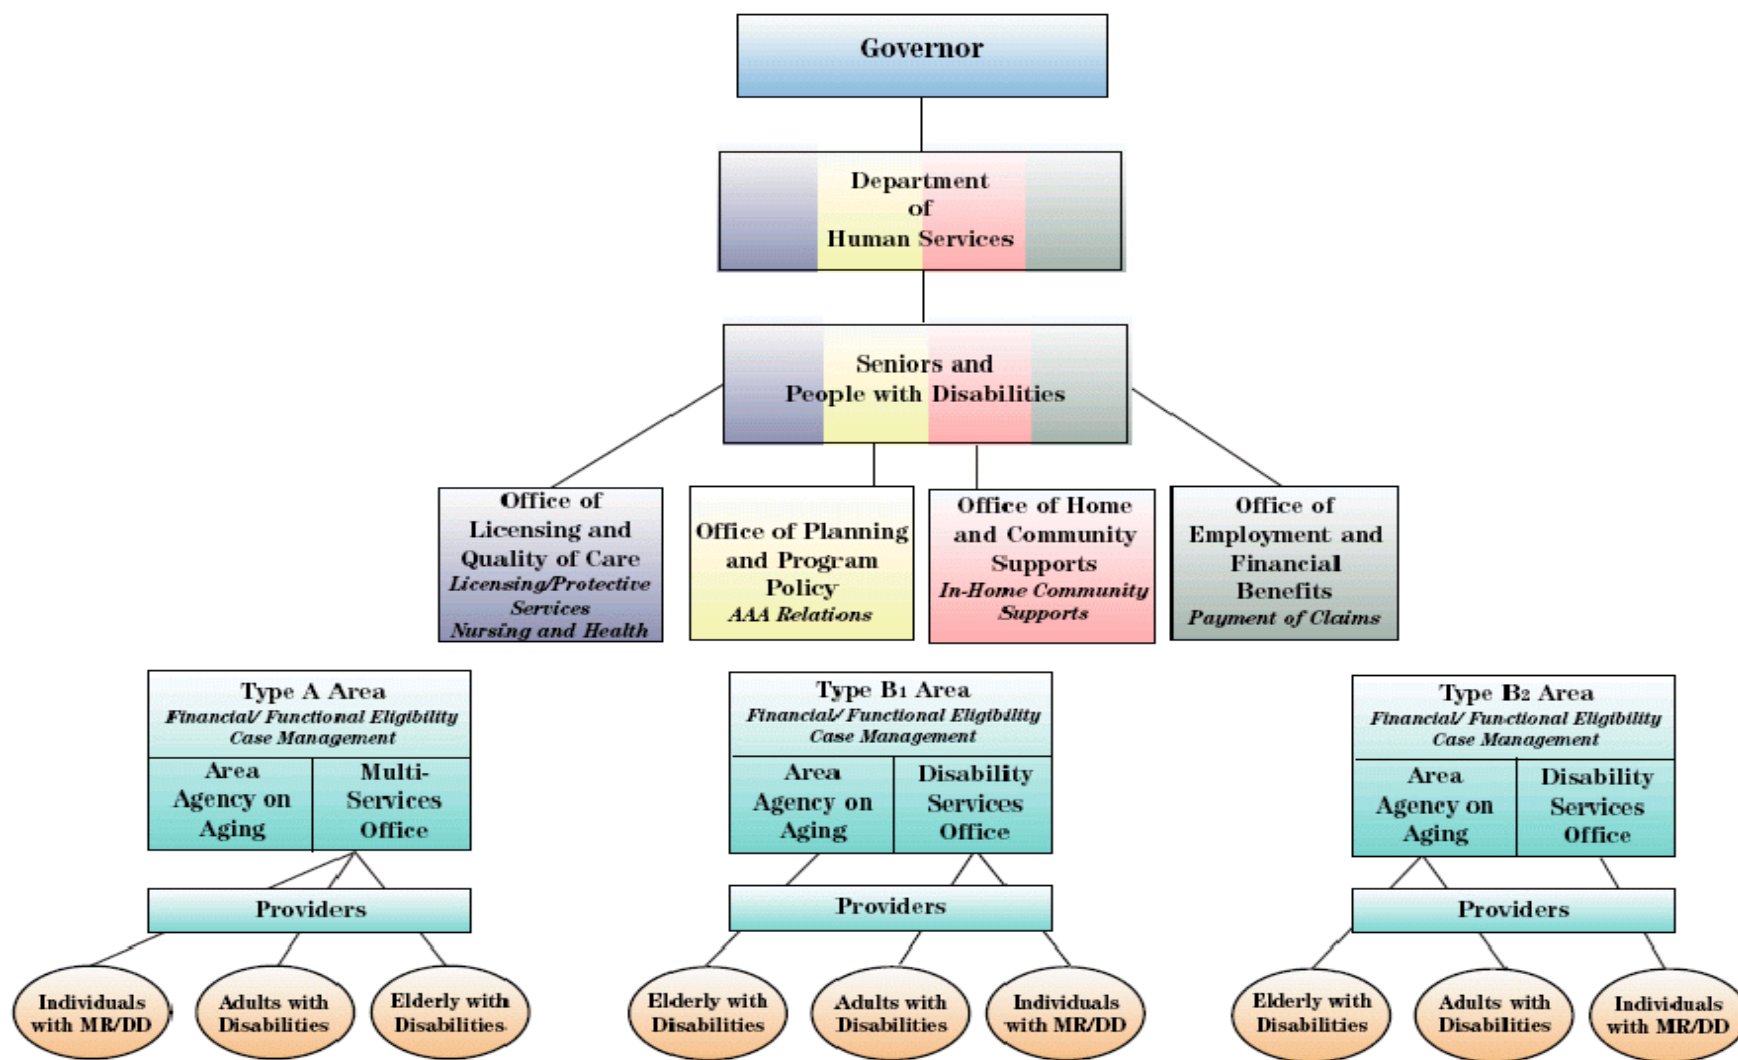 Governor
Department
of
Human Services
Seniors and
People with Disabilities
Office of
Licensing and
Quality of Care
Licensing/Protective
Services
Nursing and Health
Office of Planning
and Program
Policy
AAA Relations
Office of Home
and Community
Supports
In-Home Community
Supports
Office of
Employment and
Financial
Benefits
Payment of Claims
Type A Area
Financial/ Functional Eligibility
Case Management
Area
Agency on
Aging
Multi-
Services
Office
Providers
Individuals
with MR/DD
Adults with
Disabilities
Elderly with
Disabilities
Type B1 Area
Financial/ Functional Eligibility
Case Management
Area
Agency on
Aging
Disability
Services
Office
Providers
Elderly with
Disabilities
Adults with
Disabilities
Individuals
with MR/DD
Type B2 Area
Financial/ Functional Eligibility
Case Management
Area
Agency on
Aging
Disability
Services
Office
Providers
Elderly with
Disabilities
Adults with
Disabilities
Individuals
with MR/DD